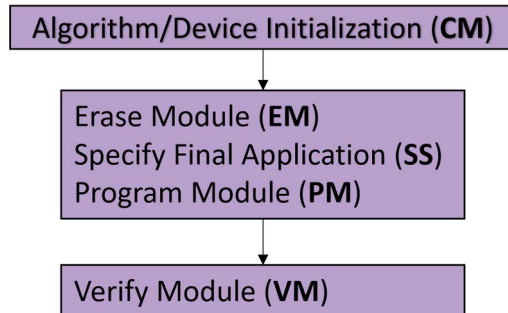 Algorithm/Device Initialization (CM)
Erase Module (EM)
Specify Final Application (SS)
Program Module (PM)
Verify Module (VM)